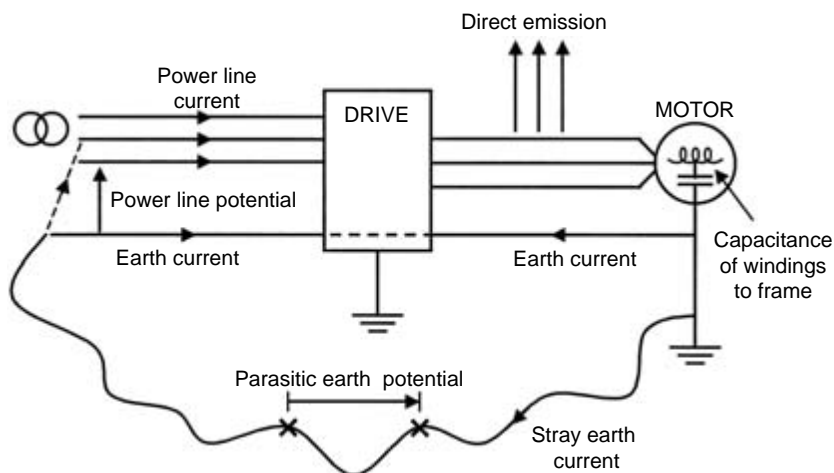 Direct emission
Power line
current
DRIVE
MOTOR
Power line potential
Earth current
Earth current
Capacitance
of windings
to frame
Parasitic earth potential
Stray earth
current